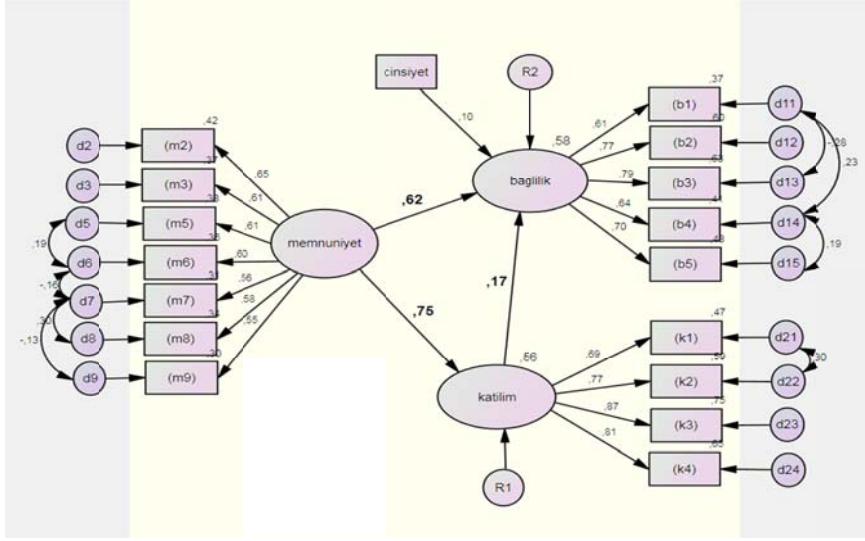 cinsiyet
R2
,10
,58
baglilik
,61
,77
,79
,64
,70
,37
(b1)
d11
(b2)
d12
(b3)
d13
(b4)
d14
(b5)
d15
-,28
,23
,19
,42
d2
(m2)
d3
(m3)
d5
(m5)
d6
(m6)
d7
(m7)
d8
(m8)
d9
(m9)
,19
-,16
-,13
,65
,61
,61
,60
,56
,58
,55
memnuniyet
,62
,75
,17
,56
katilim
R1
,69
,77
,87
,81
,47
(k1)
d21
(k2)
d22
(k3)
d23
(k4)
d24
,30